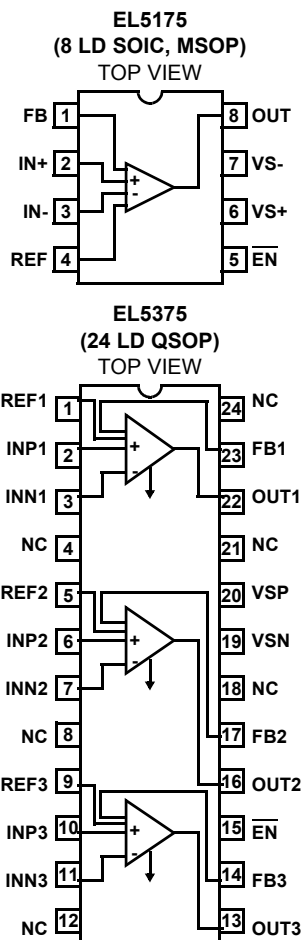 EL5175
(8 LD SOIC, MSOP)
TOP VIEW
FB 1 8 OUT
IN+ 2 7 VS-
+
-
IN- 3 6 VS+
REF 4 5 E̅N̅
EL5375
(24 LD QSOP)
TOP VIEW
REF1 1 24 NC
INP1 2 + 23 FB1
-
INN1 3 22 OUT1
NC 4 21 NC
REF2 5 20 VSP
INP2 6 + 19 VSN
-
INN2 7 18 NC
NC 8 17 FB2
REF3 9 16 OUT2
INP3 10 + 15 E̅N̅
-
INN3 11 14 FB3
NC 12 13 OUT3